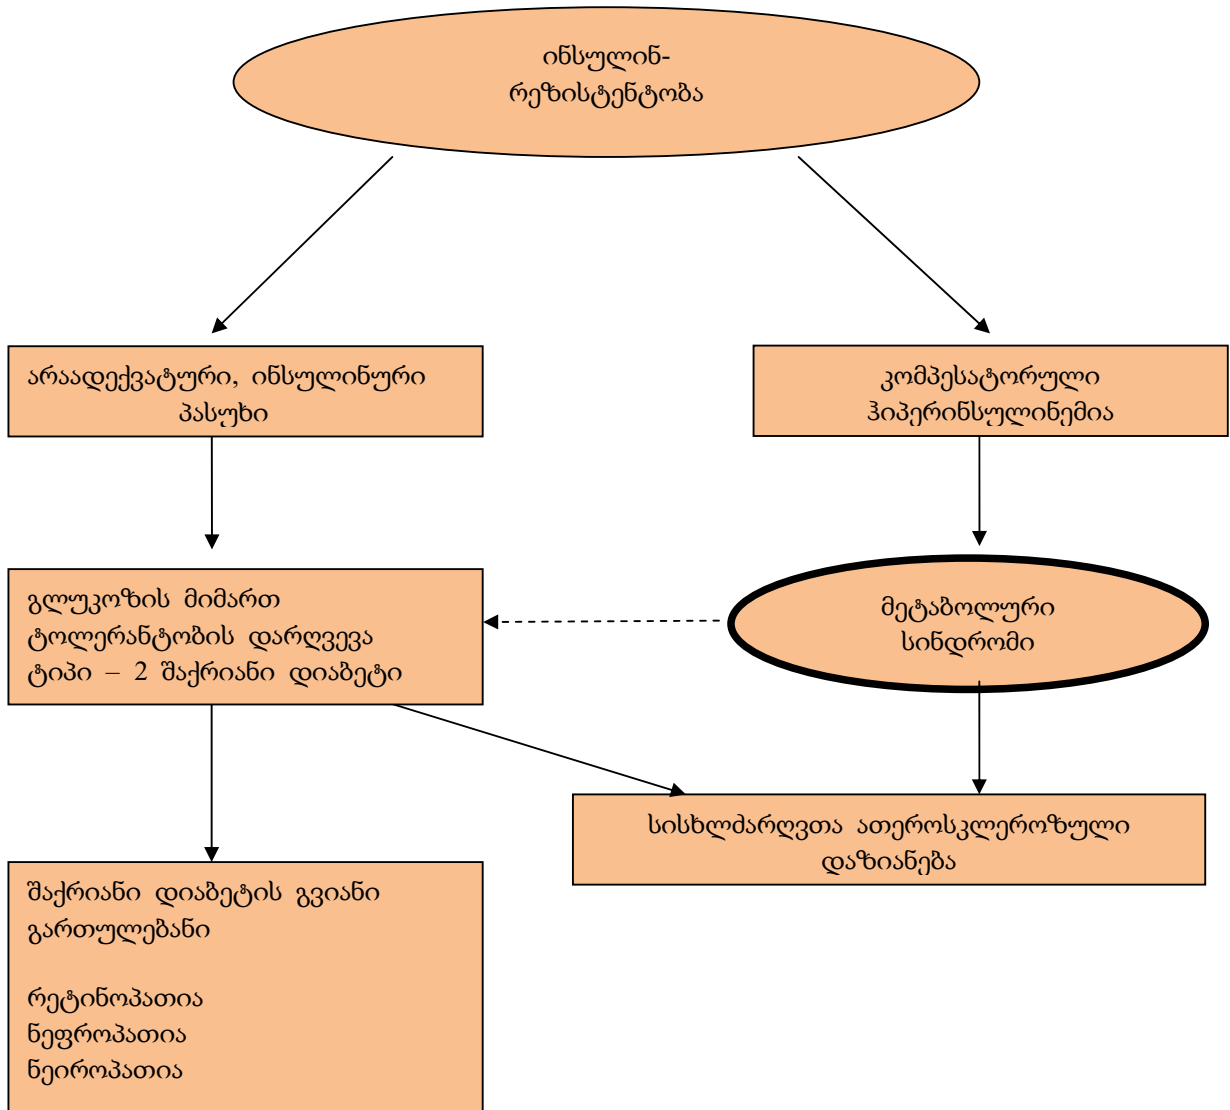 ინსულინ-
რეზისტენტობა
არაადექვატური, ინსულინური
პასუხი
კომპესატორული
ჰიპერინსულინემია
გლუკოზის მიმართ
ტოლერანტობის დარღვევა
ტიპი – 2 შაქრიანი დიაბეტი
მეტაბოლური
სინდრომი
სისხლძარღვთა ათეროსკლეროზული
დაზიანება
შაქრიანი დიაბეტის გვიანი
გართულებანი
რეტინოპათია
ნეფროპათია
ნეიროპათია